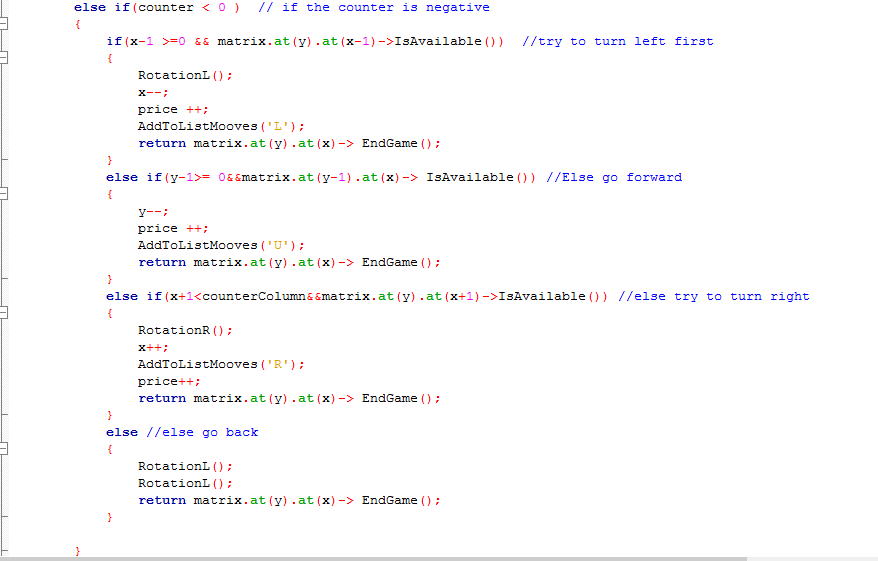 else if(counter < 0 )  // if the counter is negative
{
if(x-1 >=0 && matrix.at(y).at(x-1)->IsAvailable())  //try to turn left first
{
RotationL();
x--;
price ++;
AddToListMooves('L');
return matrix.at(y).at(x)-> EndGame();
}
else if(y-1>= 0&&matrix.at(y-1).at(x)-> IsAvailable()) //Else go forward
{
y--;
price ++;
AddToListMooves('U');
return matrix.at(y).at(x)-> EndGame();
}
else if(x+1<counterColumn&&matrix.at(y).at(x+1)->IsAvailable()) //else try to turn right
{
RotationR();
x++;
AddToListMooves('R');
price++;
return matrix.at(y).at(x)-> EndGame();
}
else //else go back
{
RotationL();
RotationL();
return matrix.at(y).at(x)-> EndGame();
}
}